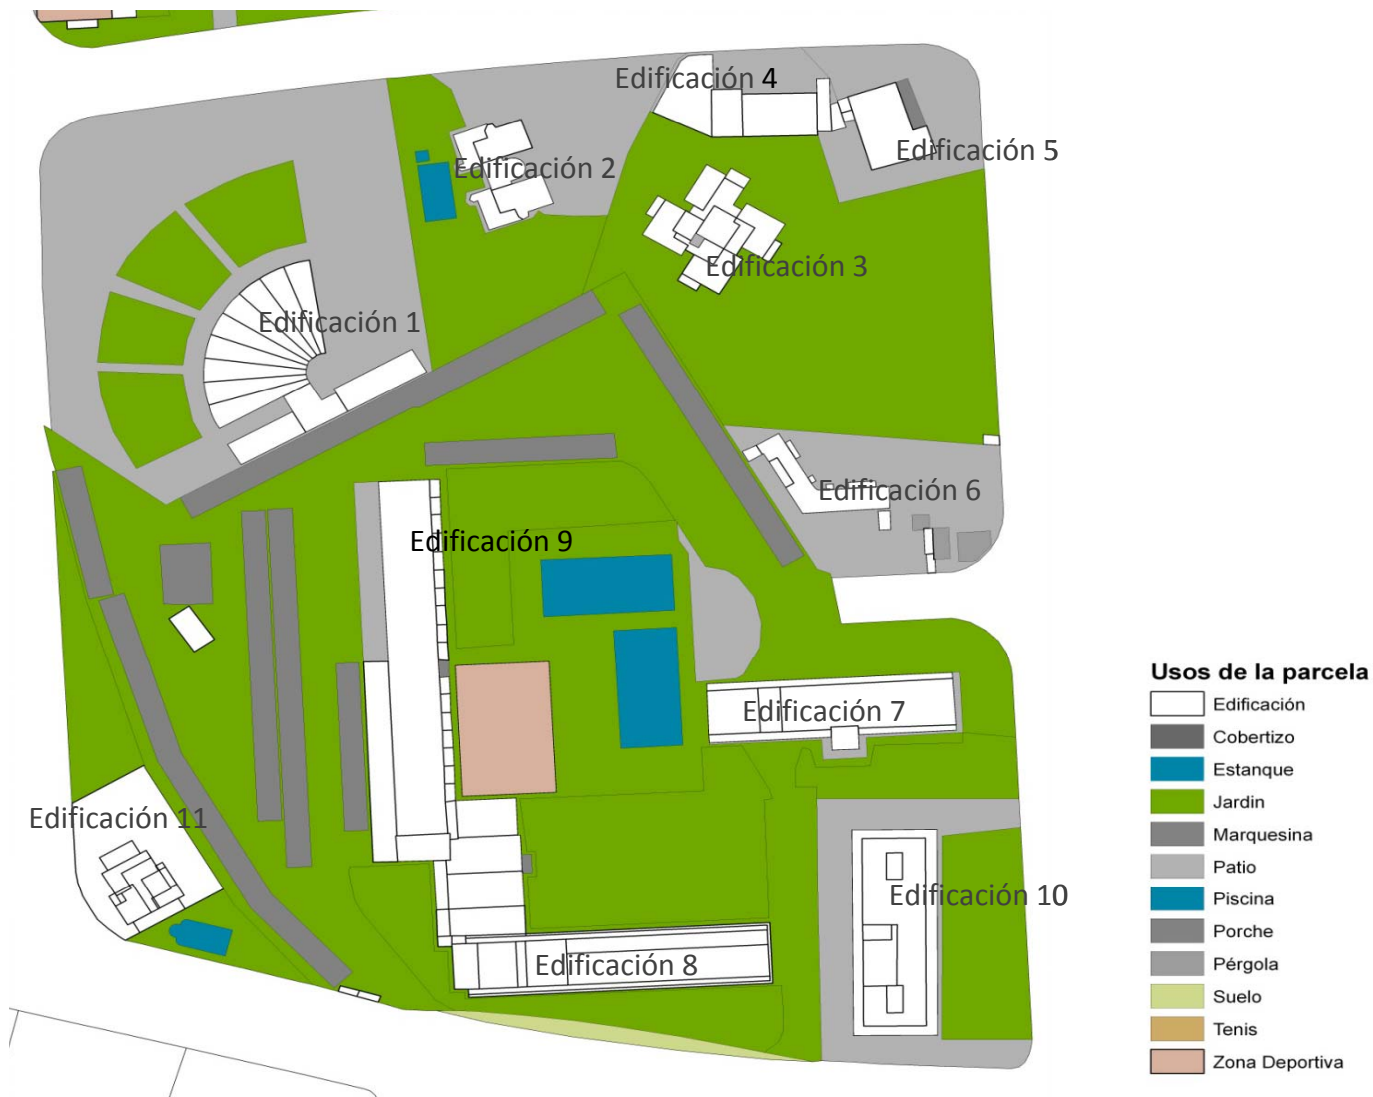 Edificación 4
Edificación 5
Edificación 2
Edificación 3
Edificación 1
Edificación 6
Edificación 9
Edificación 7
Edificación 11
Edificación 10
Edificación 8
Usos de la parcela
Edificación
Cobertizo
Estanque
Jardin
Marquesina
Patio
Piscina
Porche
Pérgola
Suelo
Tenis
Zona Deportiva